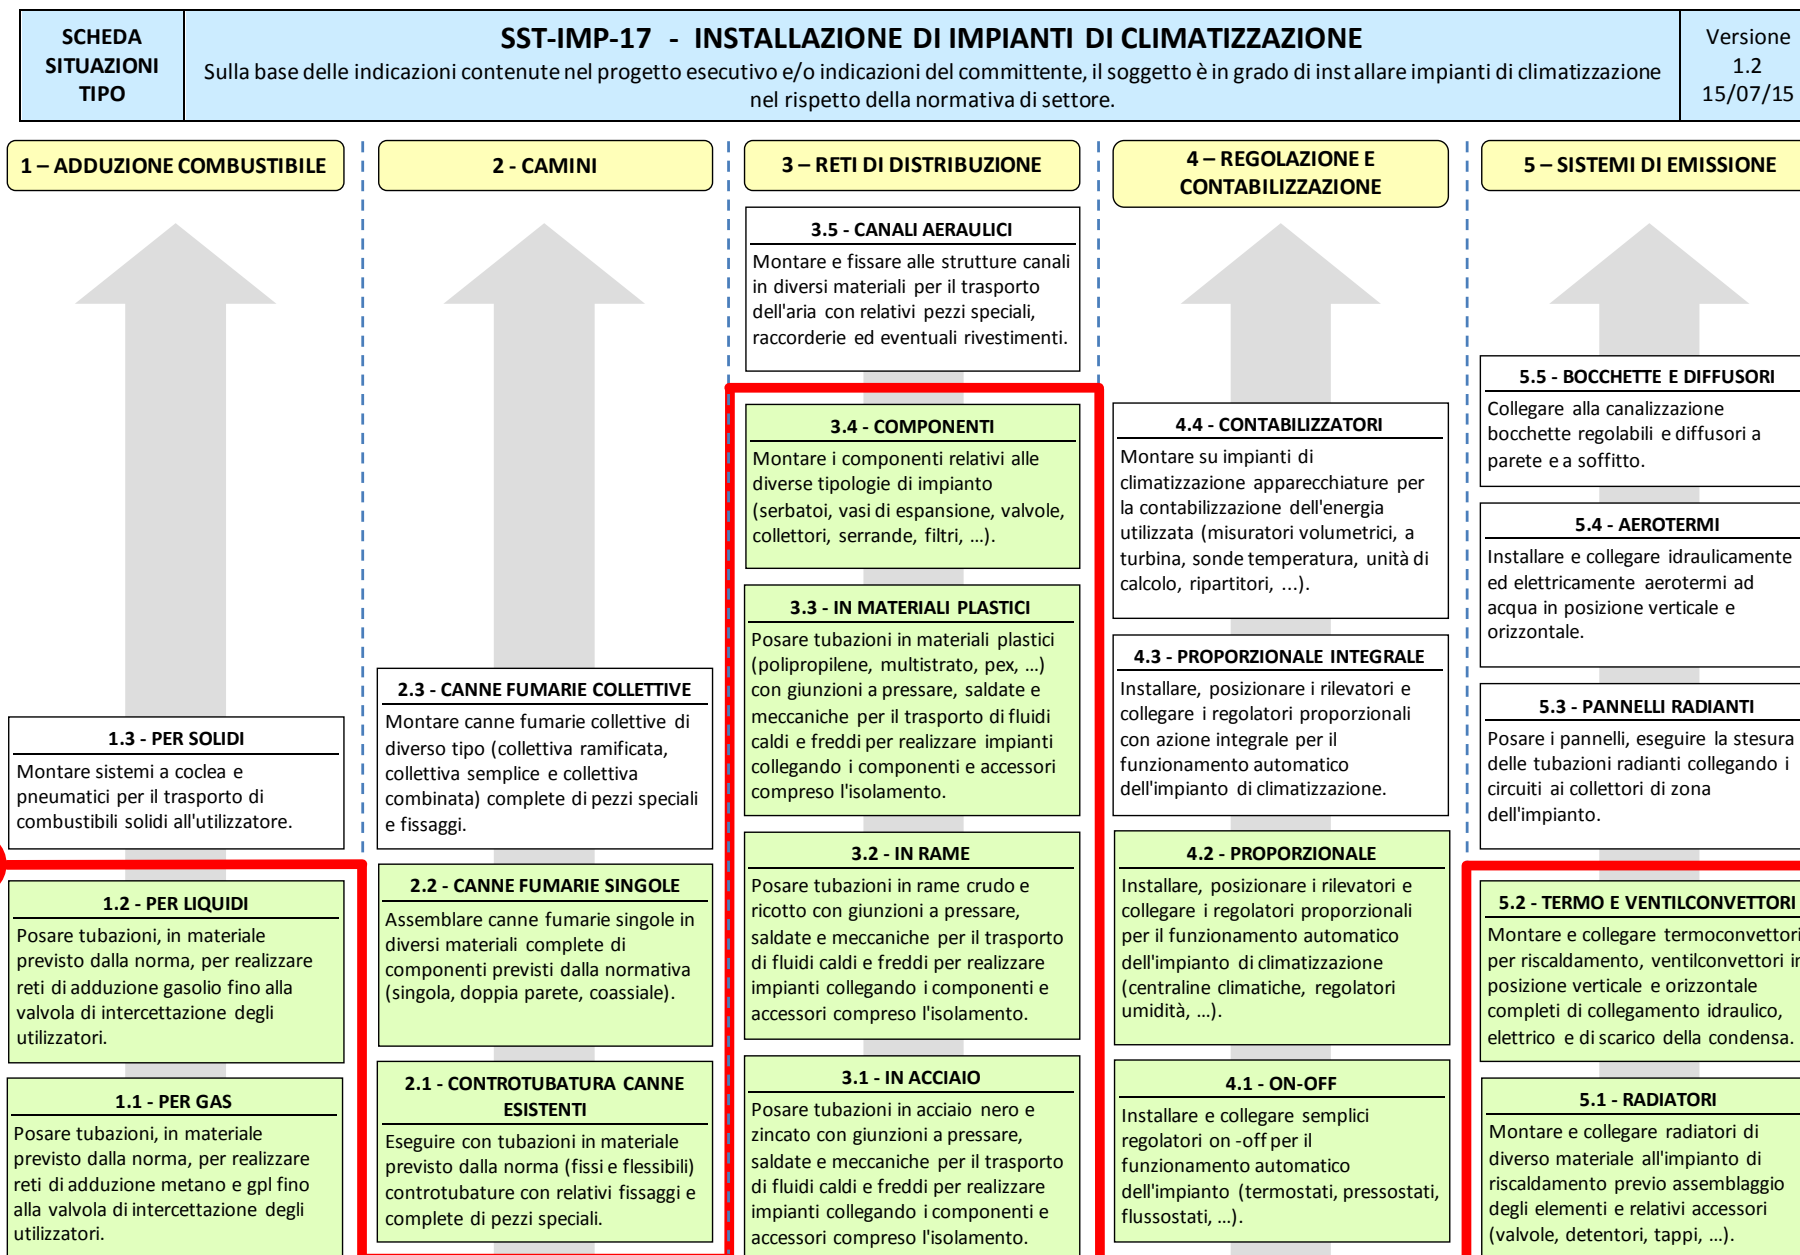 SCHEDA
SITUAZIONI
TIPO
SST-IMP-17 - INSTALLAZIONE DI IMPIANTI DI CLIMATIZZAZIONE
Sulla base delle indicazioni contenute nel progetto esecutivo e/o indicazioni del committente, il soggetto è in grado di inst allare impianti di climatizzazione
nel rispetto della normativa di settore.
Versione
1.2
15/07/15
1 – ADDUZIONE COMBUSTIBILE
1.3 - PER SOLIDI
Montare sistemi a coclea e
pneumatici per il trasporto di
combustibili solidi all'utilizzatore.
1.2 - PER LIQUIDI
Posare tubazioni, in materiale
previsto dalla norma, per realizzare
reti di adduzione gasolio fino alla
valvola di intercettazione degli
utilizzatori.
1.1 - PER GAS
Posare tubazioni, in materiale
previsto dalla norma, per realizzare
reti di adduzione metano e gpl fino
alla valvola di intercettazione degli
utilizzatori.
2 - CAMINI
2.3 - CANNE FUMARIE COLLETTIVE
Montare canne fumarie collettive di
diverso tipo (collettiva ramificata,
collettiva semplice e collettiva
combinata) complete di pezzi speciali
e fissaggi.
2.2 - CANNE FUMARIE SINGOLE
Assemblare canne fumarie singole in
diversi materiali complete di
componenti previsti dalla normativa
(singola, doppia parete, coassiale).
2.1 - CONTROTUBATURA CANNE
ESISTENTI
Eseguire con tubazioni in materiale
previsto dalla norma (fissi e flessibili)
controtubature con relativi fissaggi e
complete di pezzi speciali.
3 – RETI DI DISTRIBUZIONE
3.5 - CANALI AERAULICI
Montare e fissare alle strutture canali
in diversi materiali per il trasporto
dell'aria con relativi pezzi speciali,
raccorderie ed eventuali rivestimenti.
3.4 - COMPONENTI
Montare i componenti relativi alle
diverse tipologie di impianto
(serbatoi, vasi di espansione, valvole,
collettori, serrande, filtri, ...).
3.3 - IN MATERIALI PLASTICI
Posare tubazioni in materiali plastici
(polipropilene, multistrato, pex, ...)
con giunzioni a pressare, saldate e
meccaniche per il trasporto di fluidi
caldi e freddi per realizzare impianti
collegando i componenti e accessori
compreso l'isolamento.
3.2 - IN RAME
Posare tubazioni in rame crudo e
ricotto con giunzioni a pressare,
saldate e meccaniche per il trasporto
di fluidi caldi e freddi per realizzare
impianti collegando i componenti e
accessori compreso l'isolamento.
3.1 - IN ACCIAIO
Posare tubazioni in acciaio nero e
zincato con giunzioni a pressare,
saldate e meccaniche per il trasporto
di fluidi caldi e freddi per realizzare
impianti collegando i componenti e
accessori compreso l'isolamento.
4 – REGOLAZIONE E
CONTABILIZZAZIONE
4.4 - CONTABILIZZATORI
Montare su impianti di
climatizzazione apparecchiature per
la contabilizzazione dell'energia
utilizzata (misuratori volumetrici, a
turbina, sonde temperatura, unità di
calcolo, ripartitori, ...).
4.3 - PROPORZIONALE INTEGRALE
Installare, posizionare i rilevatori e
collegare i regolatori proporzionali
con azione integrale per il
funzionamento automatico
dell'impianto di climatizzazione.
4.2 - PROPORZIONALE
Installare, posizionare i rilevatori e
collegare i regolatori proporzionali
per il funzionamento automatico
dell'impianto di climatizzazione
(centraline climatiche, regolatori
umidità, ...).
4.1 - ON-OFF
Installare e collegare semplici
regolatori on -off per il
funzionamento automatico
dell'impianto (termostati, pressostati,
flussostati, ...).
5 – SISTEMI DI EMISSIONE
5.5 - BOCCHETTE E DIFFUSORI
Collegare alla canalizzazione
bocchette regolabili e diffusori a
parete e a soffitto.
5.4 - AEROTERMI
Installare e collegare idraulicamente
ed elettricamente aerotermi ad
acqua in posizione verticale e
orizzontale.
5.3 - PANNELLI RADIANTI
Posare i pannelli, eseguire la stesura
delle tubazioni radianti collegando i
circuiti ai collettori di zona
dell'impianto.
5.2 - TERMO E VENTILCONVETTORI
Montare e collegare termoconvettori
per riscaldamento, ventilconvettori in
posizione verticale e orizzontale
completi di collegamento idraulico,
elettrico e di scarico della condensa.
5.1 - RADIATORI
Montare e collegare radiatori di
diverso materiale all'impianto di
riscaldamento previo assemblaggio
degli elementi e relativi accessori
(valvole, detentori, tappi, ...).